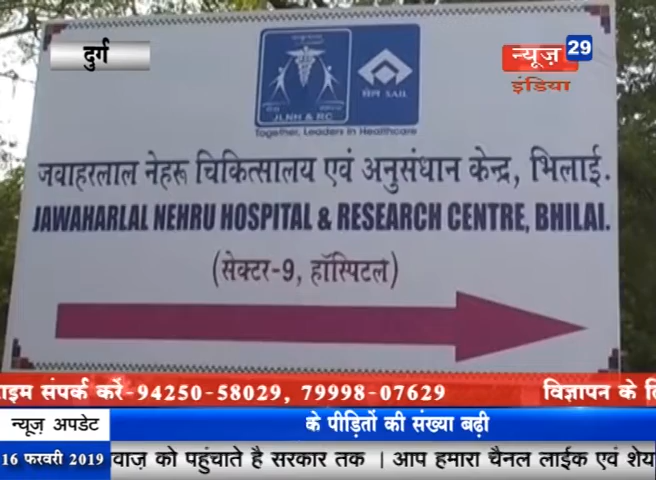 दुर्ग
न्यूज़ 29
इंडिया
JLNH & RC
सेल SAIL
Together, Leaders in Healthcare
जवाहरलाल नेहरू चिकित्सालय एवं अनुसंधान केन्द्र, भिलाई.
JAWAHARLAL NEHRU HOSPITAL & RESEARCH CENTRE, BHILAI.
(सेक्टर-9, हॉस्पिटल)
टाइम संपर्क करें-94250-58029, 79998-07629 विज्ञापन के लि
न्यूज़ अपडेट के पीड़ितों की संख्या बढ़ी
16 फरवरी 2019 वाज़ को पहुंचाते है सरकार तक | आप हमारा चैनल लाईक एवं शेय